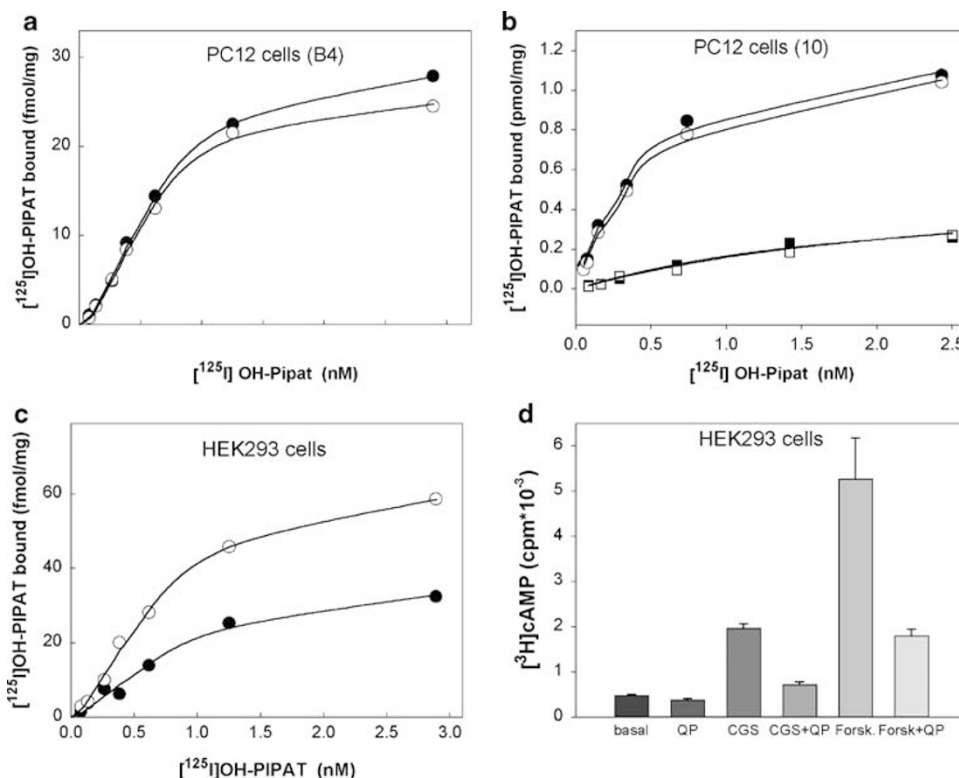 a
PC12 cells (B4)
[125I]OH-PIPAT bound (fmol/mg)
30
20
10
0
[125I] OH-Pipat (nM)
b
PC12 cells (10)
[125I]OH-PIPAT bound (pmol/mg)
1.2
1.0
0.8
0.6
0.4
0.2
0.0
0.0 0.5 1.0 1.5 2.0 2.5
[125I] OH-Pipat (nM)
c
HEK293 cells
[125I]OH-PIPAT bound (fmol/mg)
60
40
20
0
0.0 0.5 1.0 1.5 2.0 2.5 3.0
[125I]OH-PIPAT (nM)
d
HEK293 cells
[3H]cAMP (cpm*10-3)
6
5
4
3
2
1
0
basal QP CGS CGS+QP Forsk. Forsk+QP